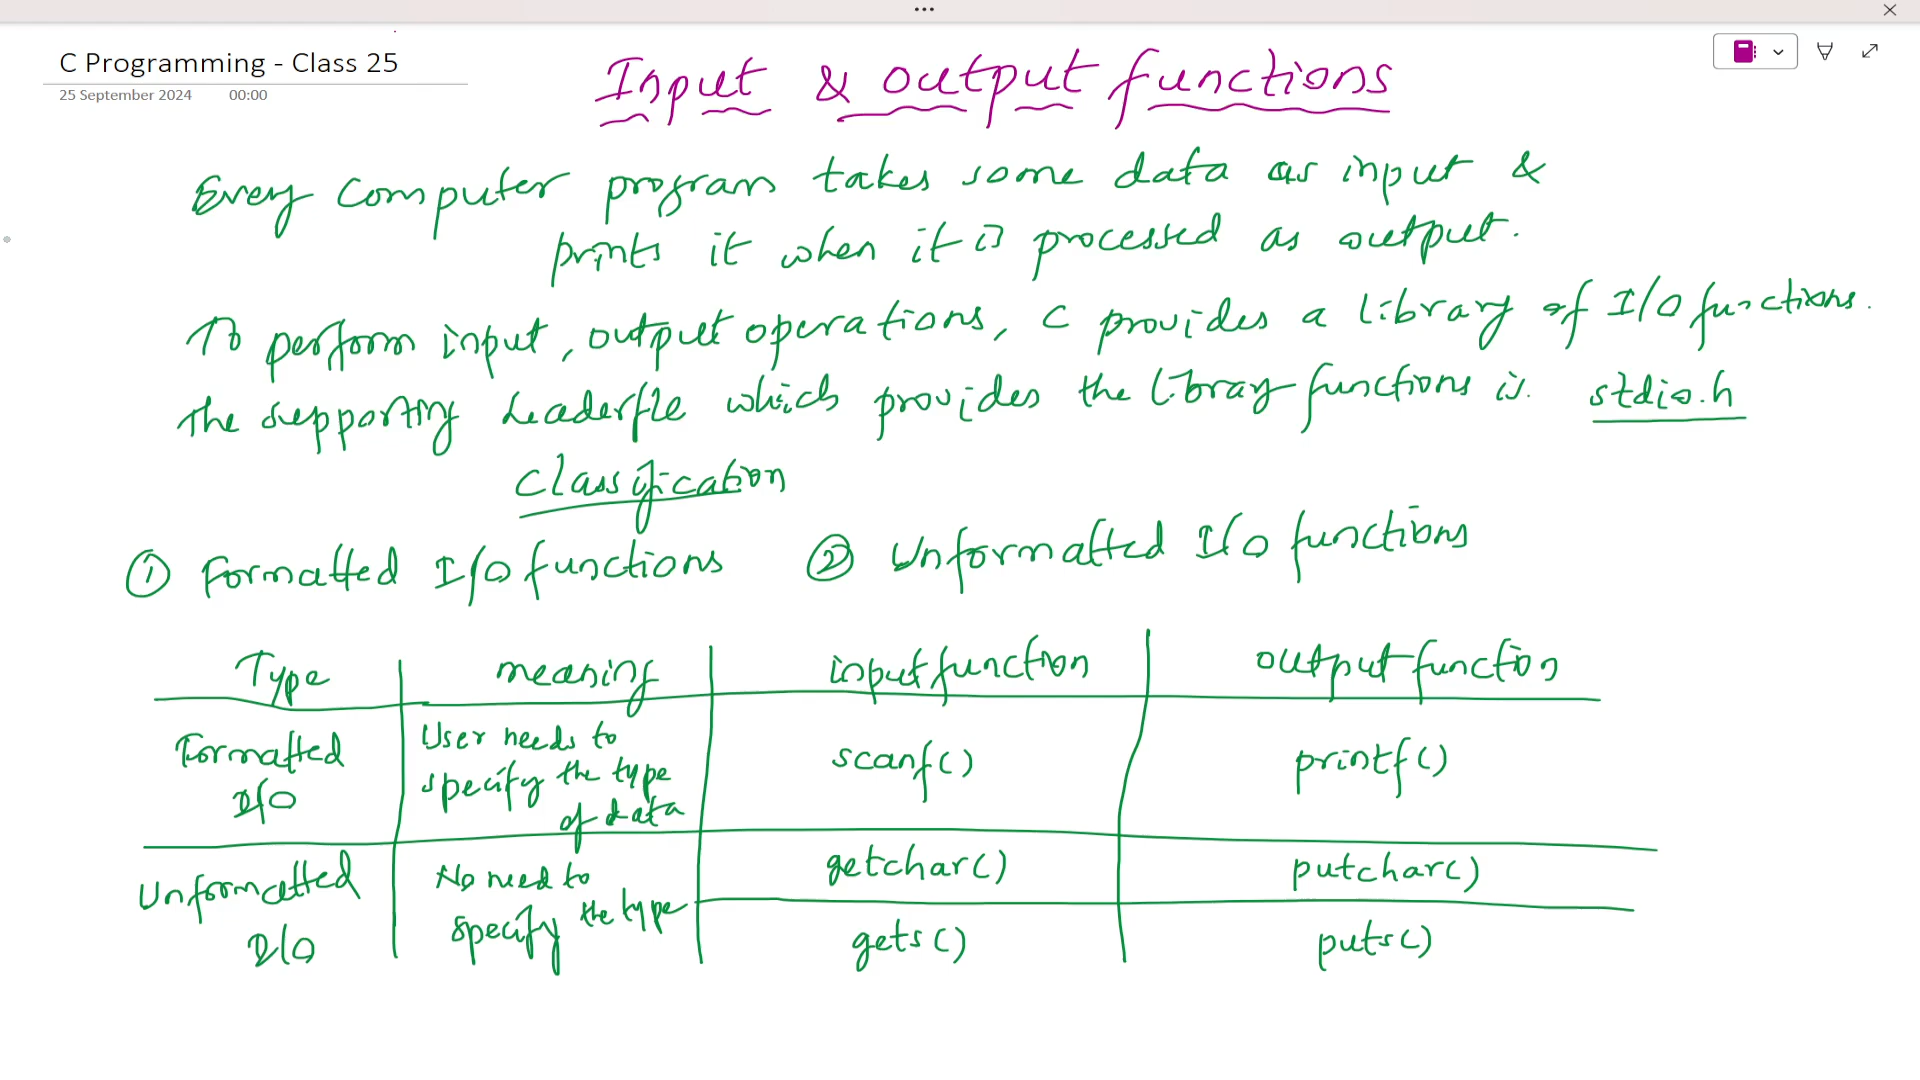 C Programming - Class 25
25 September 2024 00:00
Input & output functions
Every computer program takes some data as input &
prints it when it is processed as output.
To perform input, output operations, C provides a library of I/O functions.
The supporting headerfile which provides the library functions is. stdio.h
Classification
① Formatted I/O functions ② Unformatted I/O functions
Type meaning input function output function
Formatted I/O User needs to specify the type of data scanf() printf()
Unformatted I/O No need to specify the type getchar() putchar()
gets() puts()